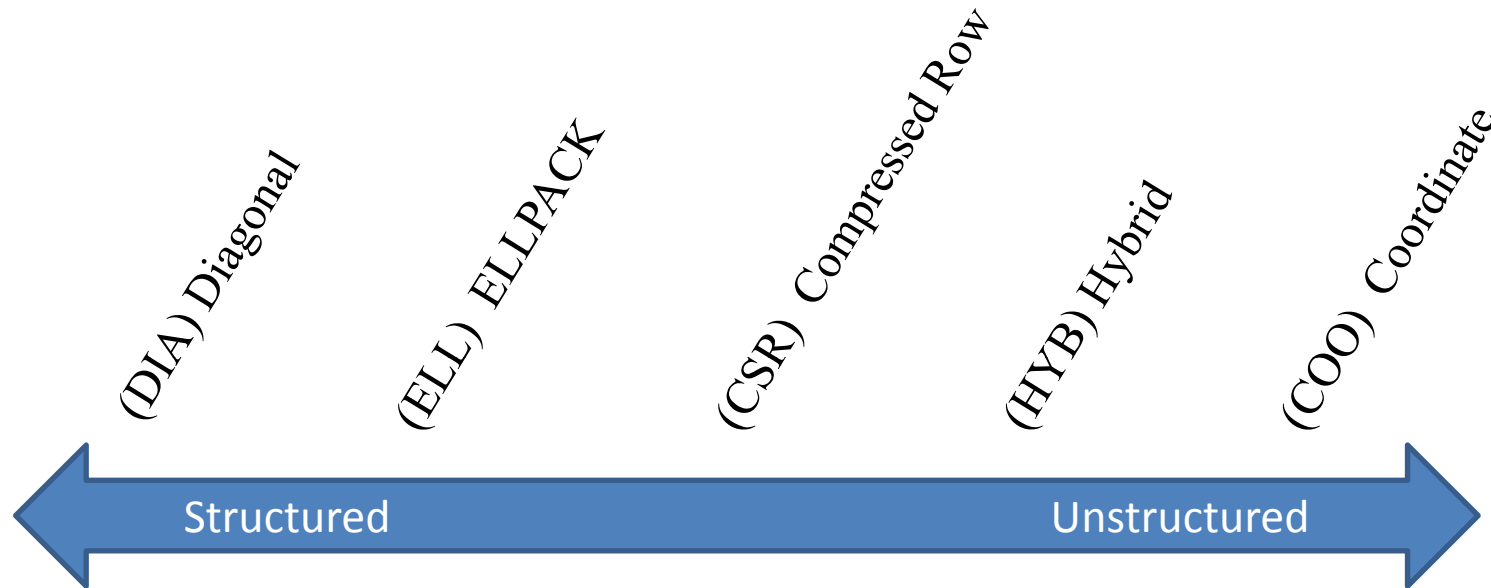 (DIA) Diagonal
(ELL) ELLPACK
(CSR) Compressed Row
(HYB) Hybrid
(COO) Coordinate
Structured
Unstructured